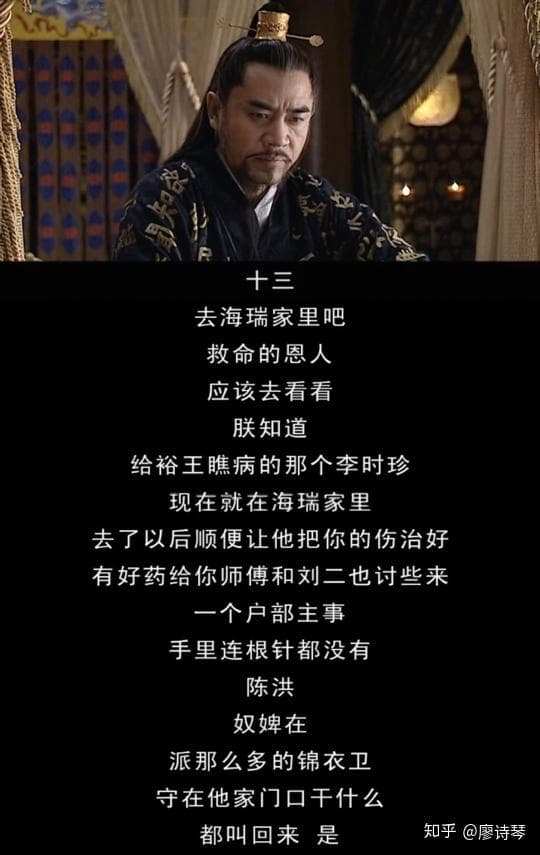 十三
去海瑞家里吧
救命的恩人
应该去看看
朕知道
给裕王瞧病的那个李时珍
现在就在海瑞家里
去了以后顺便让他把你的伤治好
有好药给你师傅和刘二也讨些来
一个户部主事
手里连根针都没有
陈洪
奴婢在
派那么多的锦衣卫
守在他家门口干什么
都叫回来 是
知乎 @廖诗琴